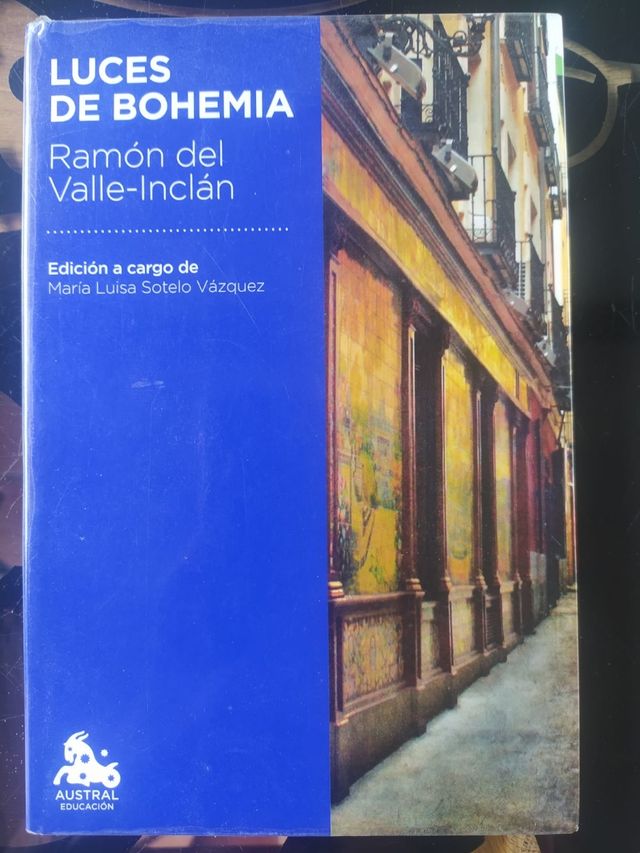 LUCES
DE BOHEMIA
Ramón del
Valle-Inclán
Edición a cargo de
María Luisa Sotelo Vázquez
AUSTRAL
EDUCACIÓN